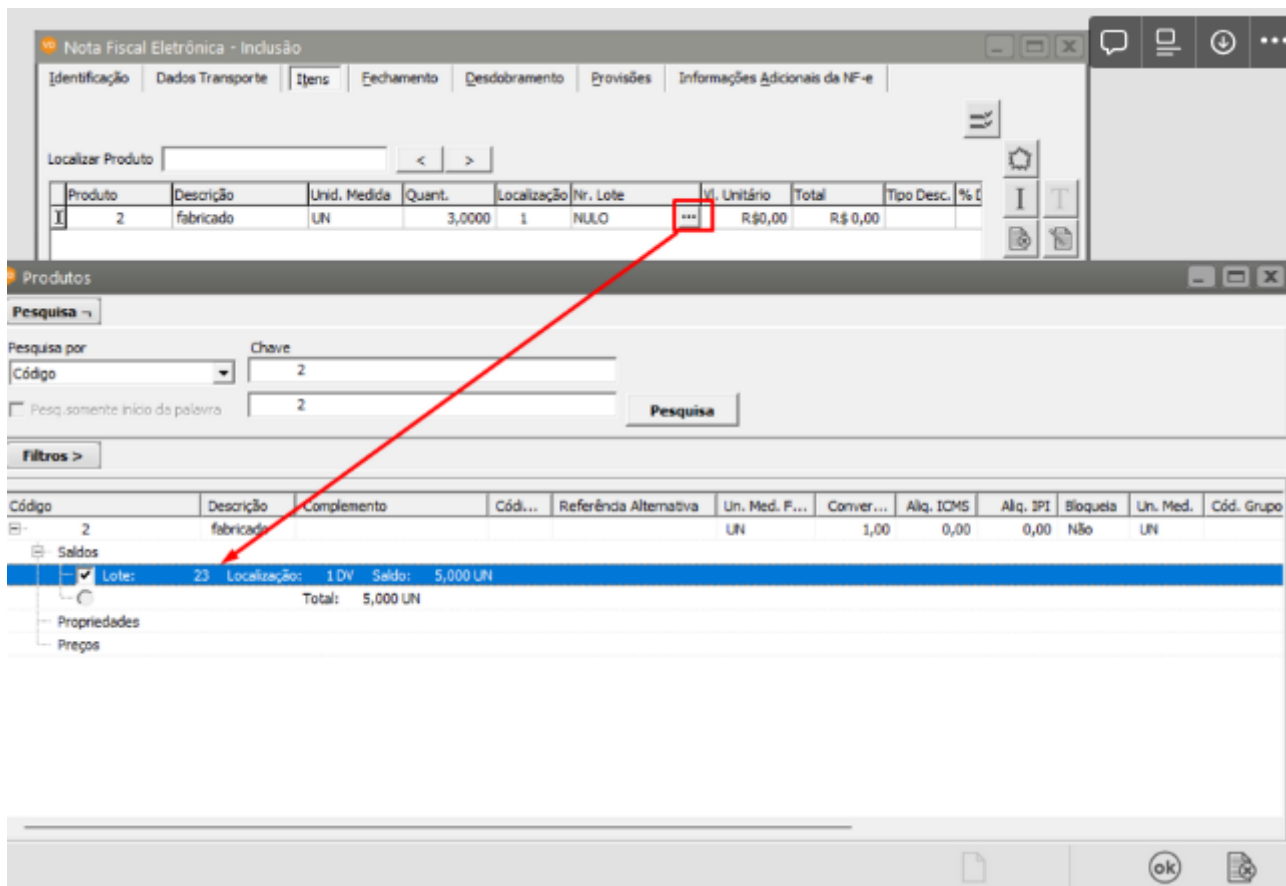 Nota Fiscal Eletrônica - Inclusão
Identificação Dados Transporte Itens Fechamento Desdobramento Provisões Informações Adicionais da NF-e
Localizar Produto < >
Produto Descrição Unid. Medida Quant. Localização Nr. Lote Vl. Unitário Total Tipo Desc. % D
2 fabricado UN 3,0000 1 NULO ... R$0,00 R$ 0,00
Produtos
Pesquisa ¬
Pesquisa por Chave
Código 2
Pesq.somente início da palavra 2 Pesquisa
Filtros >
Código Descrição Complemento Códi... Referência Alternativa Un. Med. F... Conver... Aliq. ICMS Aliq. IPI Bloqueia Un. Med. Cód. Grupo
2 fabricado UN 1,00 0,00 0,00 Não UN
Saldos
Lote: 23 Localização: 1 DV Saldo: 5,000 UN
Total: 5,000 UN
Propriedades
Preços
ok